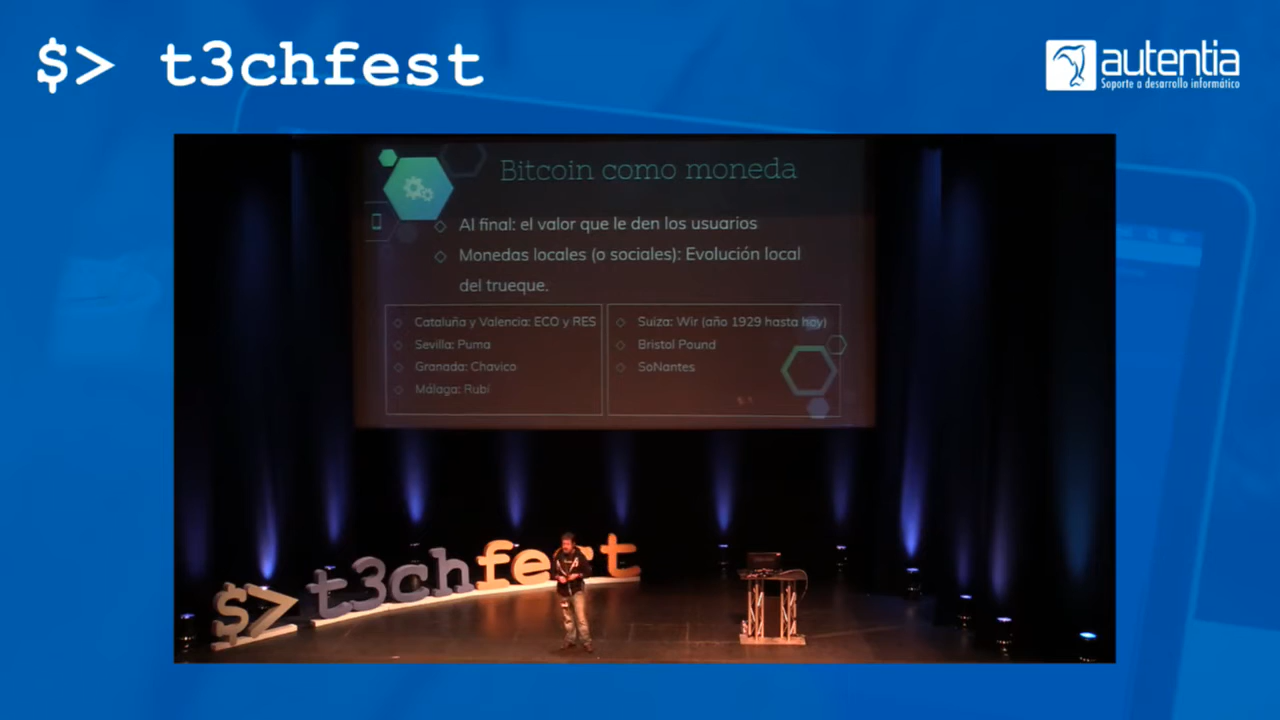 $> t3chfest
autentia
Soporte a desarrollo informático
Bitcoin como moneda
Al final: el valor que le den los usuarios
Monedas locales (o sociales): Evolución local
del trueque.
Cataluña y Valencia: ECO y RES
Sevilla: Puma
Granada: Chavico
Málaga: Rubí
Suiza: Wir (año 1929 hasta hoy)
Bristol Pound
SoNantes
$> t3chfest